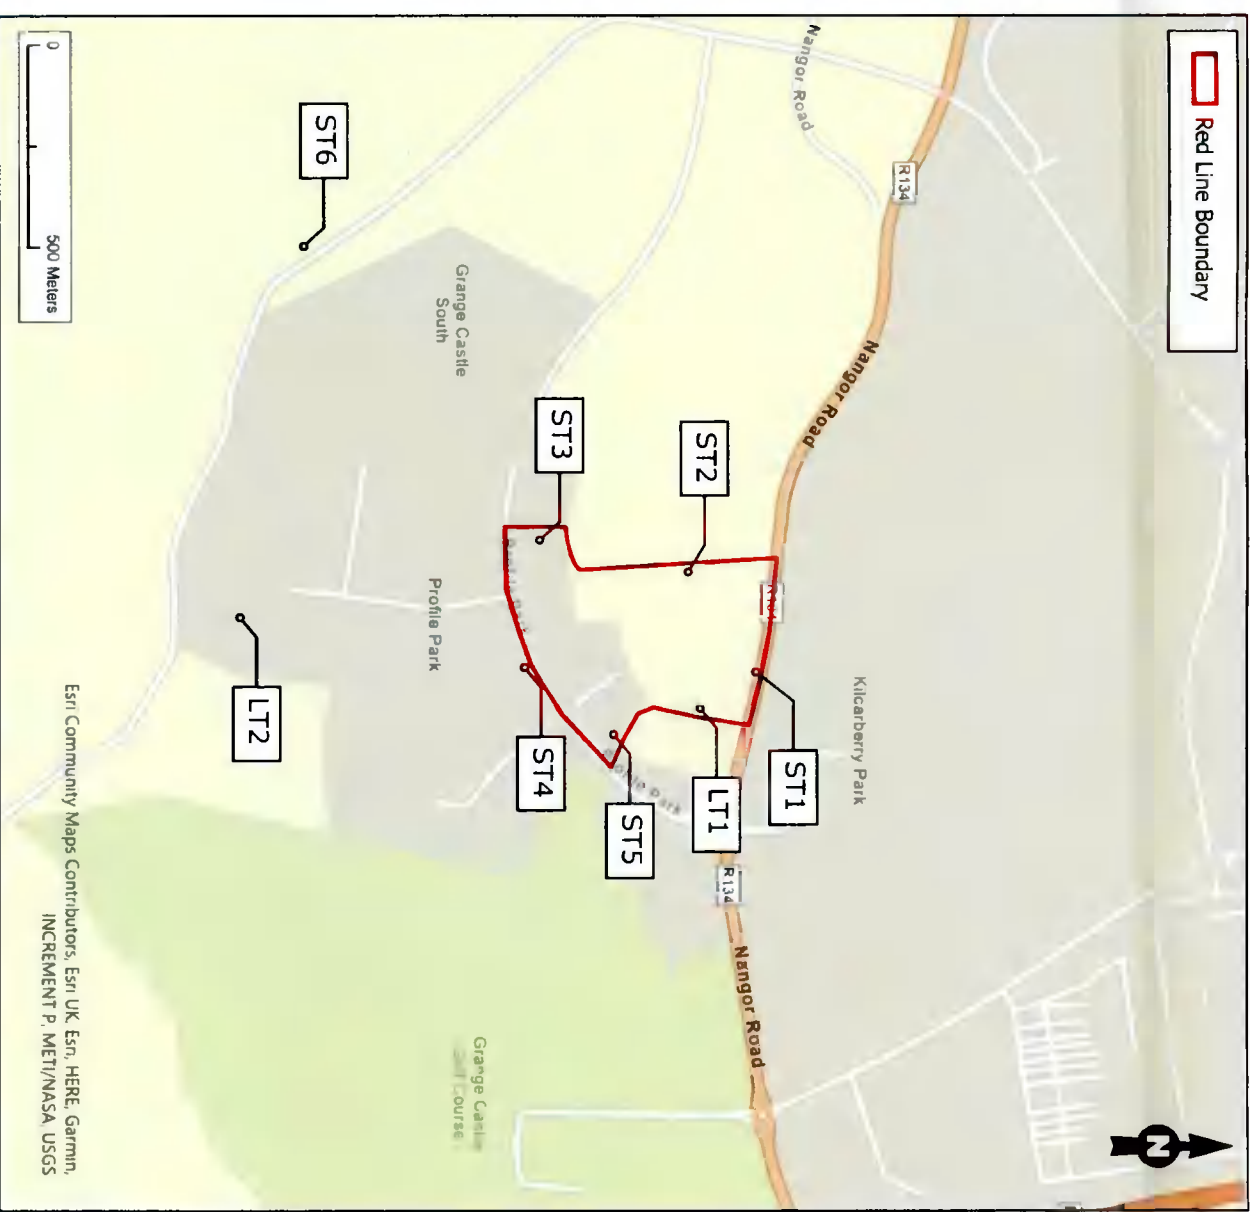 Red Line Boundary
Nangor Road
R134
Nangor Road
Kilcarberry Park
ST1
ST2
LT1
R134
Nangor Road
ST3
ST5
ST4
Grange Castle
South
Profile Park
Grange Castle
Golf Course
ST6
LT2
0
500 Meters
Esri Community Maps Contributors, Esri UK, Esri, HERE, Garmin,
INCREMENT P, METI/NASA, USGS
N